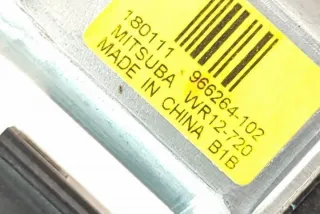 180111 966264-102
MITSUBA WR12-720
MADE IN CHINA B1B